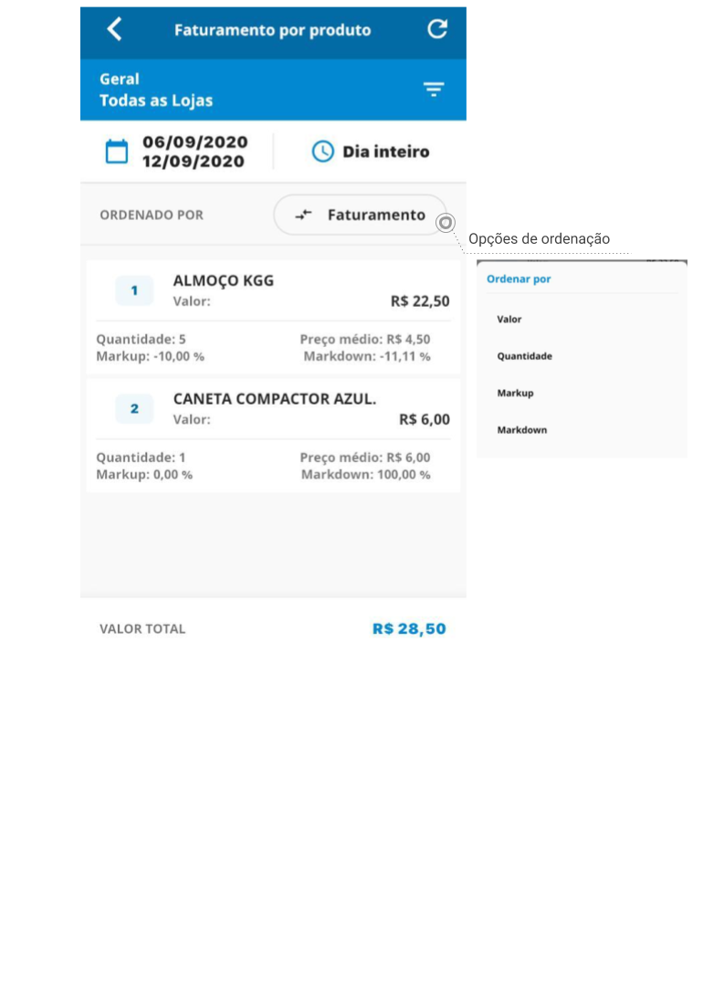 Faturamento por produto
Geral
Todas as Lojas
06/09/2020
12/09/2020
Dia inteiro
ORDENADO POR
Faturamento
Opções de ordenação
Ordenar por
Valor
Quantidade
Markup
Markdown
1
ALMOÇO KGG
Valor: R$ 22,50
Quantidade: 5 Preço médio: R$ 4,50
Markup: -10,00 % Markdown: -11,11 %
2
CANETA COMPACTOR AZUL.
Valor: R$ 6,00
Quantidade: 1 Preço médio: R$ 6,00
Markup: 0,00 % Markdown: 100,00 %
VALOR TOTAL R$ 28,50